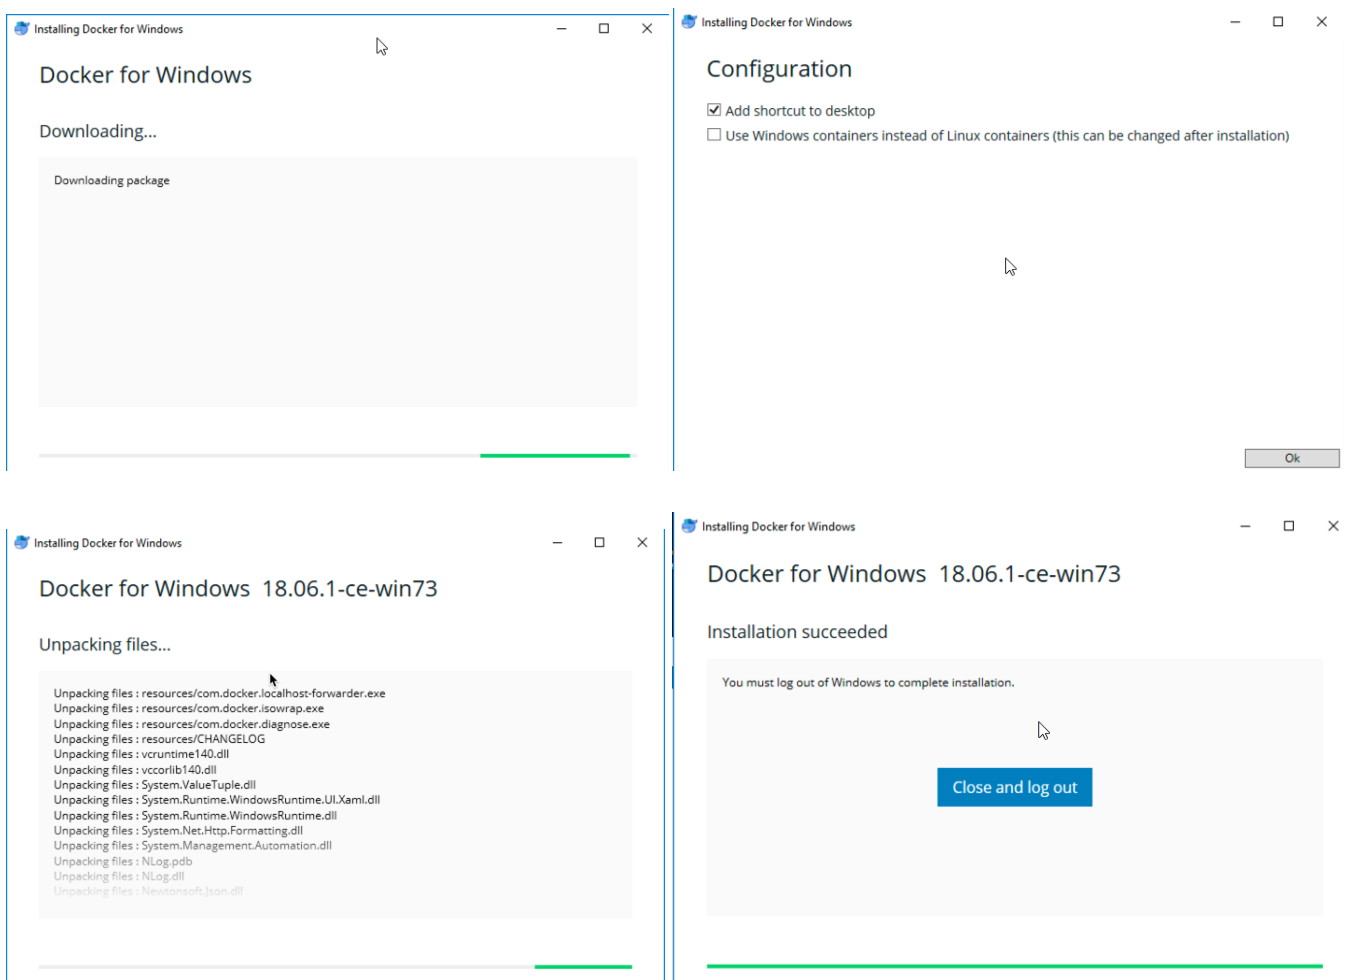 Installing Docker for Windows
Docker for Windows
Downloading...
Downloading package
Installing Docker for Windows
Configuration
Add shortcut to desktop
Use Windows containers instead of Linux containers (this can be changed after installation)
Ok
Installing Docker for Windows
Docker for Windows 18.06.1-ce-win73
Unpacking files...
Unpacking files : resources/com.docker.localhost-forwarder.exe
Unpacking files : resources/com.docker.isowrap.exe
Unpacking files : resources/com.docker.diagnose.exe
Unpacking files : resources/CHANGELOG
Unpacking files : vcruntime140.dll
Unpacking files : vccorlib140.dll
Unpacking files : System.ValueTuple.dll
Unpacking files : System.Runtime.WindowsRuntime.UI.Xaml.dll
Unpacking files : System.Runtime.WindowsRuntime.dll
Unpacking files : System.Net.Http.Formatting.dll
Unpacking files : System.Management.Automation.dll
Unpacking files : NLog.pdb
Unpacking files : NLog.dll
Unpacking files : Newtonsoft.Json.dll
Installing Docker for Windows
Docker for Windows 18.06.1-ce-win73
Installation succeeded
You must log out of Windows to complete installation.
Close and log out